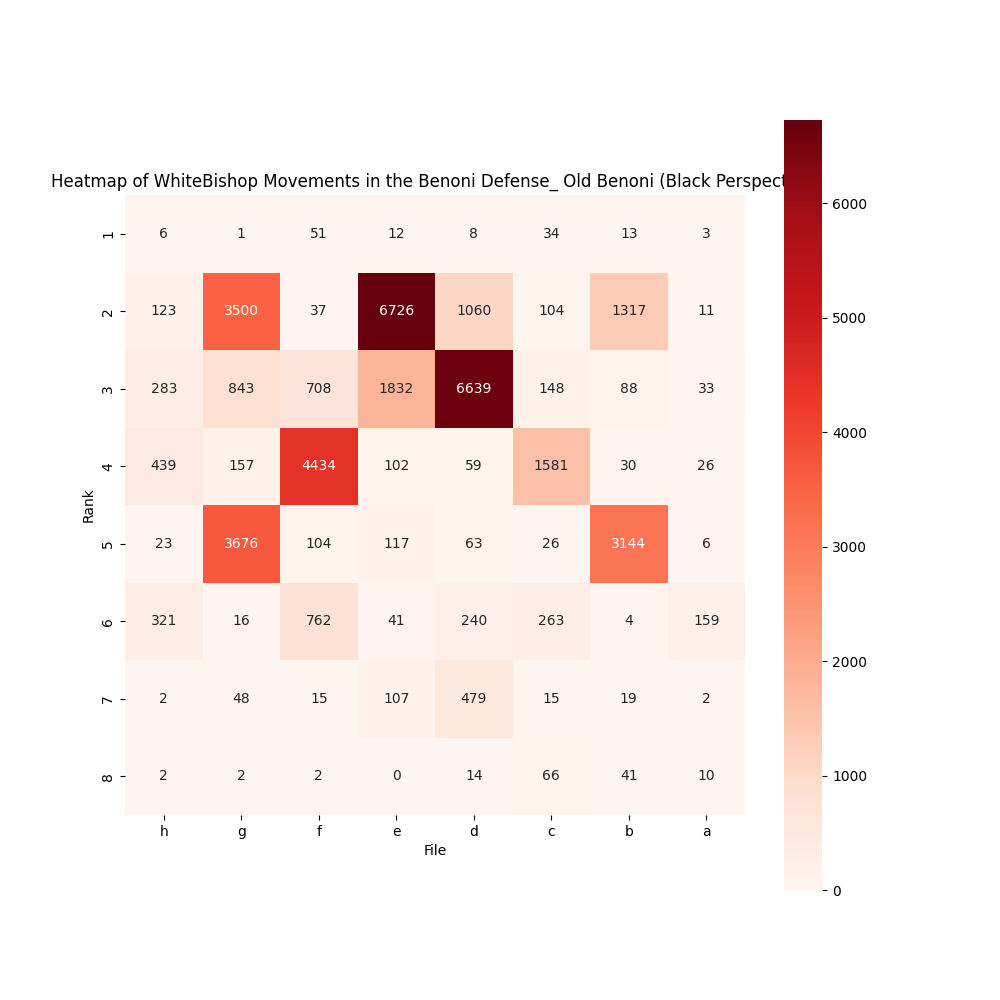 Heatmap of WhiteBishop Movements in the Benoni Defense_ Old Benoni (Black Perspect
1 6 1 51 12 8 34 13 3
2 123 3500 37 6726 1060 104 1317 11
3 283 843 708 1832 6639 148 88 33
4 439 157 4434 102 59 1581 30 26
5 23 3676 104 117 63 26 3144 6
6 321 16 762 41 240 263 4 159
7 2 48 15 107 479 15 19 2
8 2 2 2 0 14 66 41 10
h g f e d c b a
File
Rank
6000
5000
4000
3000
2000
1000
0